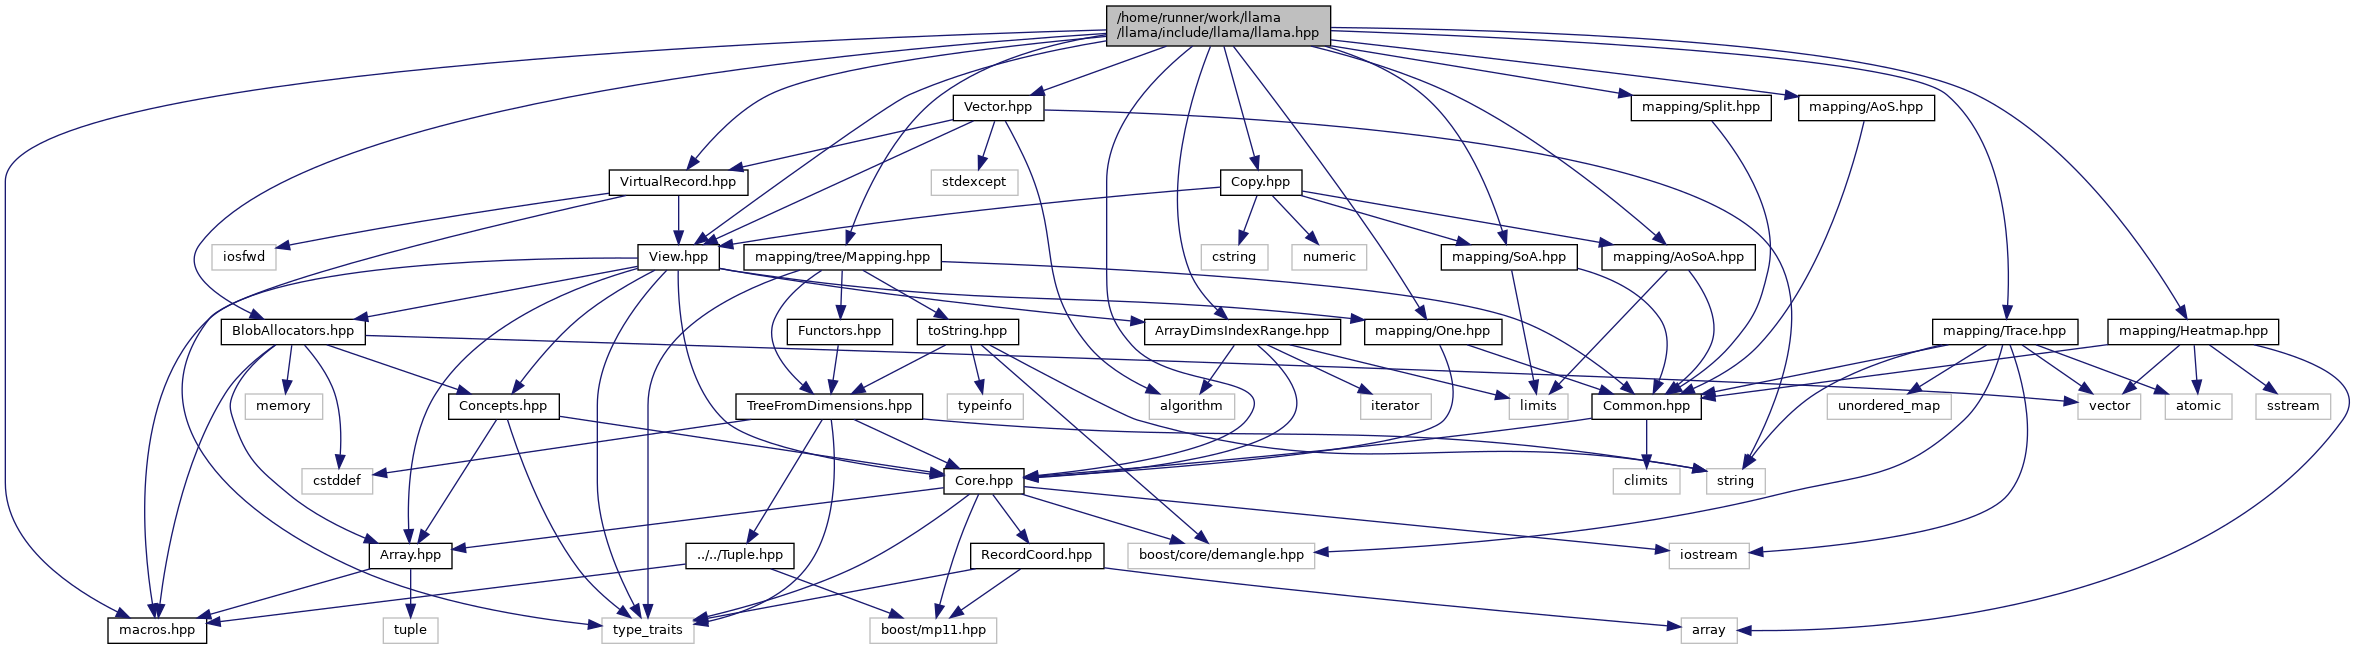 /home/runner/work/llama
/llama/include/llama/llama.hpp
Vector.hpp
mapping/Split.hpp
mapping/AoS.hpp
VirtualRecord.hpp
stdexcept
Copy.hpp
iosfwd
View.hpp
mapping/tree/Mapping.hpp
cstring
numeric
mapping/SoA.hpp
mapping/AoSoA.hpp
BlobAllocators.hpp
Functors.hpp
toString.hpp
ArrayDimsIndexRange.hpp
mapping/One.hpp
mapping/Trace.hpp
mapping/Heatmap.hpp
memory
Concepts.hpp
TreeFromDimensions.hpp
typeinfo
algorithm
iterator
limits
Common.hpp
unordered_map
vector
atomic
sstream
cstddef
Core.hpp
climits
string
Array.hpp
../../Tuple.hpp
RecordCoord.hpp
boost/core/demangle.hpp
iostream
macros.hpp
tuple
type_traits
boost/mp11.hpp
array